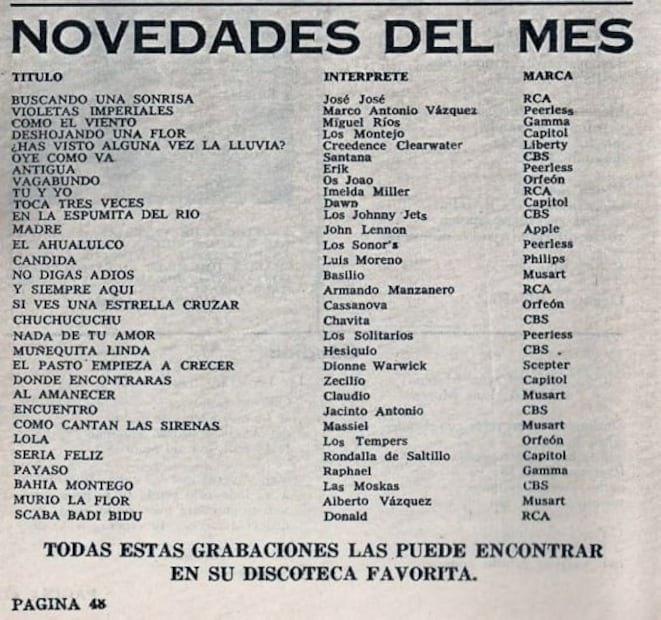 NOVEDADES DEL MES
TITULO INTERPRETE MARCA
BUSCANDO UNA SONRISA José José RCA
VIOLETAS IMPERIALES Marco Antonio Vázquez Peerless
COMO EL VIENTO Miguel Ríos Gamma
DESHOJANDO UNA FLOR Los Montejo Capitol
¿HAS VISTO ALGUNA VEZ LA LLUVIA? Creedence Clearwater Liberty
OYE COMO VA Santana CBS
ANTIGUA Erik Peerless
VAGABUNDO Os Joao Orfeón
TU Y YO Imelda Miller RCA
TOCA TRES VECES Dawn Capitol
EN LA ESPUMITA DEL RIO Los Johnny Jets CBS
MADRE John Lennon Apple
EL AHUALULCO Los Sonor's Peerless
CANDIDA Luis Moreno Philips
NO DIGAS ADIOS Basilio Musart
Y SIEMPRE AQUI Armando Manzanero RCA
SI VES UNA ESTRELLA CRUZAR Cassanova Orfeón
CHUCHUCUCHU Chavita CBS
NADA DE TU AMOR Los Solitarios Peerless
MUÑEQUITA LINDA Hesiquio CBS
EL PASTO EMPIEZA A CRECER Dionne Warwick Scepter
DONDE ENCONTRARAS Zecilio Capitol
AL AMANECER Claudio Musart
ENCUENTRO Jacinto Antonio CBS
COMO CANTAN LAS SIRENAS Massiel Musart
LOLA Los Tempers Orfeón
SERIA FELIZ Rondalla de Saltillo Capitol
PAYASO Raphael Gamma
BAHIA MONTEGO Las Moskas CBS
MURIO LA FLOR Alberto Vázquez Musart
SCABA BADI BIDU Donald RCA
TODAS ESTAS GRABACIONES LAS PUEDE ENCONTRAR
EN SU DISCOTECA FAVORITA.
PAGINA 48